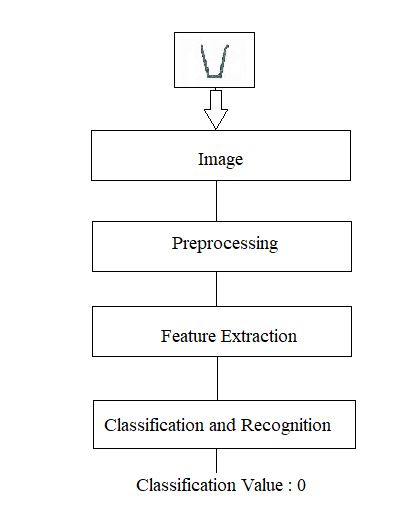 Image
Preprocessing
Feature Extraction
Classification and Recognition
Classification Value : 0